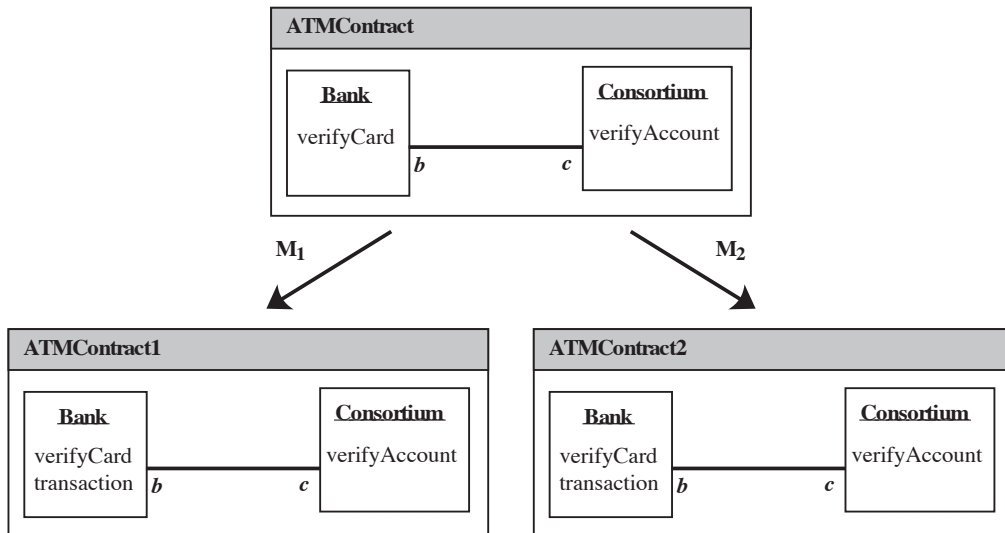 ATMContract
Bank
verifyCard
Consortium
verifyAccount
b
c
M1
M2
ATMContract1
Bank
verifyCard
transaction
Consortium
verifyAccount
b
c
ATMContract2
Bank
verifyCard
transaction
Consortium
verifyAccount
b
c